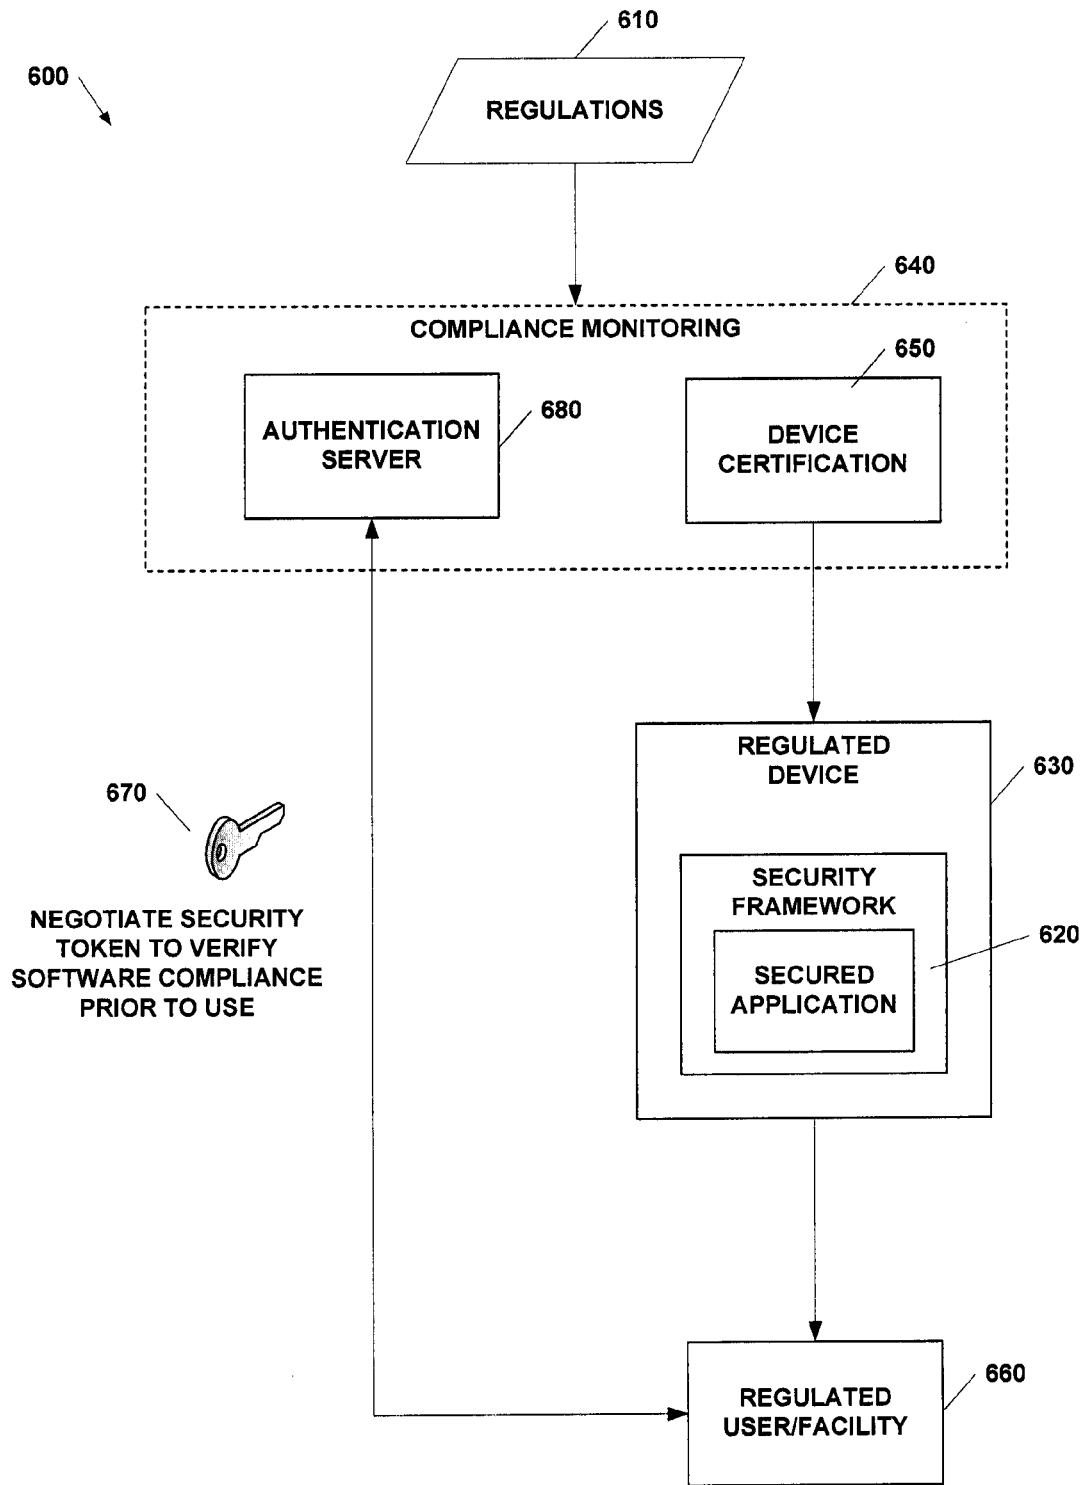 610
600
REGULATIONS
640
COMPLIANCE MONITORING
650
AUTHENTICATION
SERVER
680
DEVICE
CERTIFICATION
REGULATED
DEVICE
630
670
SECURITY
FRAMEWORK
620
SECURED
APPLICATION
NEGOTIATE SECURITY
TOKEN TO VERIFY
SOFTWARE COMPLIANCE
PRIOR TO USE
660
REGULATED
USER/FACILITY